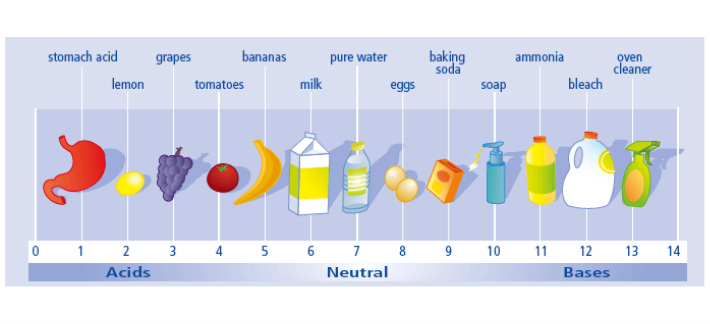 stomach acid grapes bananas pure water baking soda ammonia oven cleaner
lemon tomatoes milk eggs soap bleach
0 1 2 3 4 5 6 7 8 9 10 11 12 13 14
Acids Neutral Bases